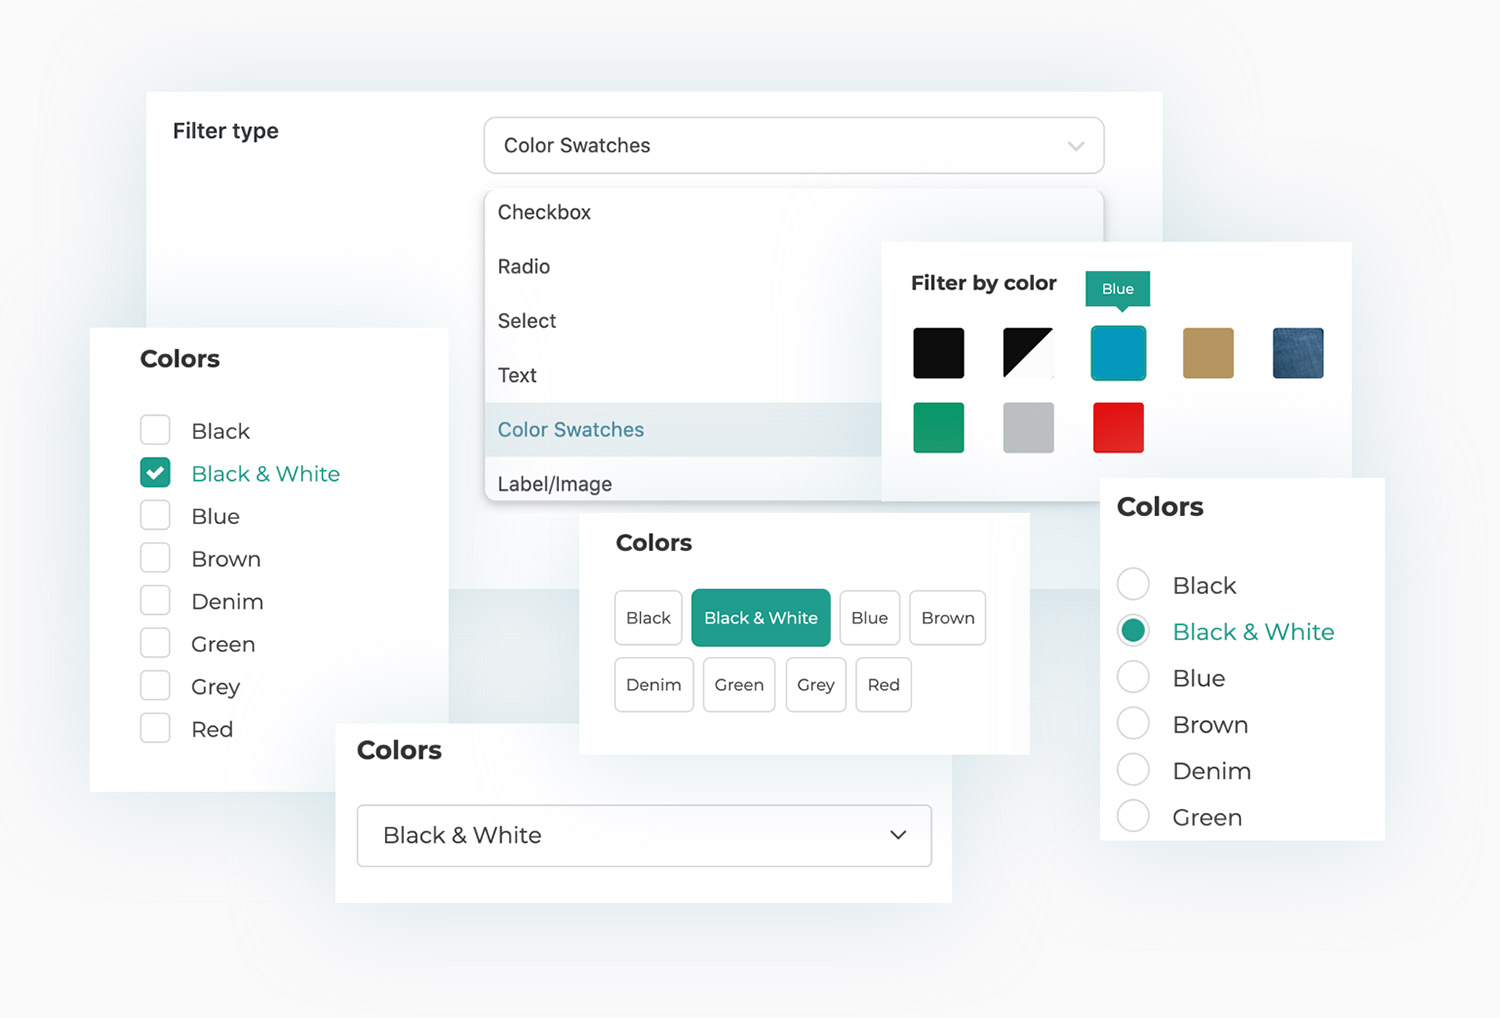 Filter type
Color Swatches
Checkbox
Radio
Select
Text
Color Swatches
Label/Image
Filter by color
Blue
Colors
Black
Black & White
Blue
Brown
Denim
Green
Grey
Red
Colors
Black Black & White Blue Brown
Denim Green Grey Red
Colors
Black
Black & White
Blue
Brown
Denim
Green
Colors
Black & White